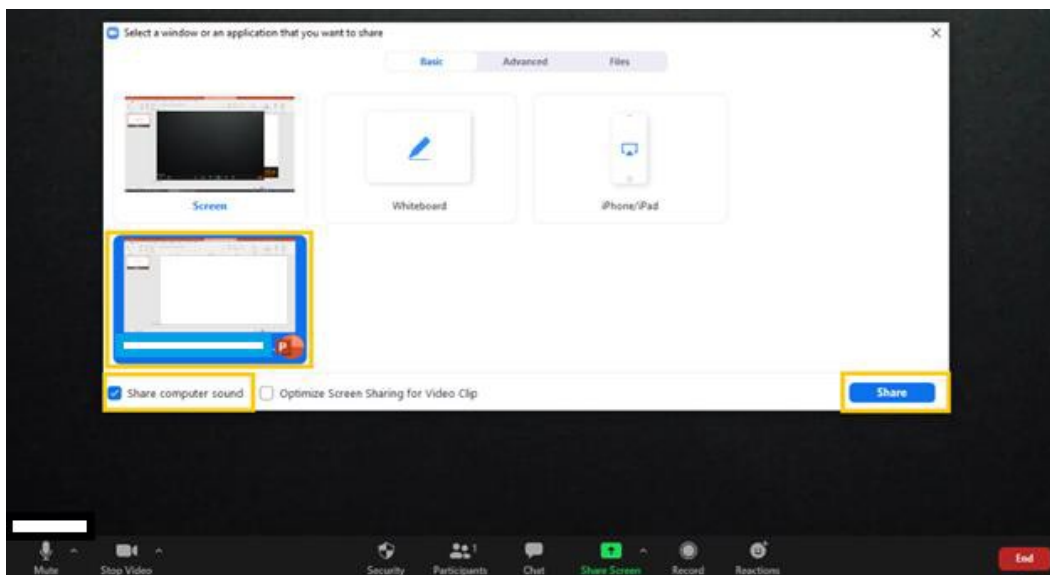 Select a window or an application that you want to share
Basic Advanced Files
Screen Whiteboard iPhone/iPad
P
Share computer sound Optimize Screen Sharing for Video Clip Share
1
Mute Stop Video Security Participants Chat Share Screen Record Reactions End